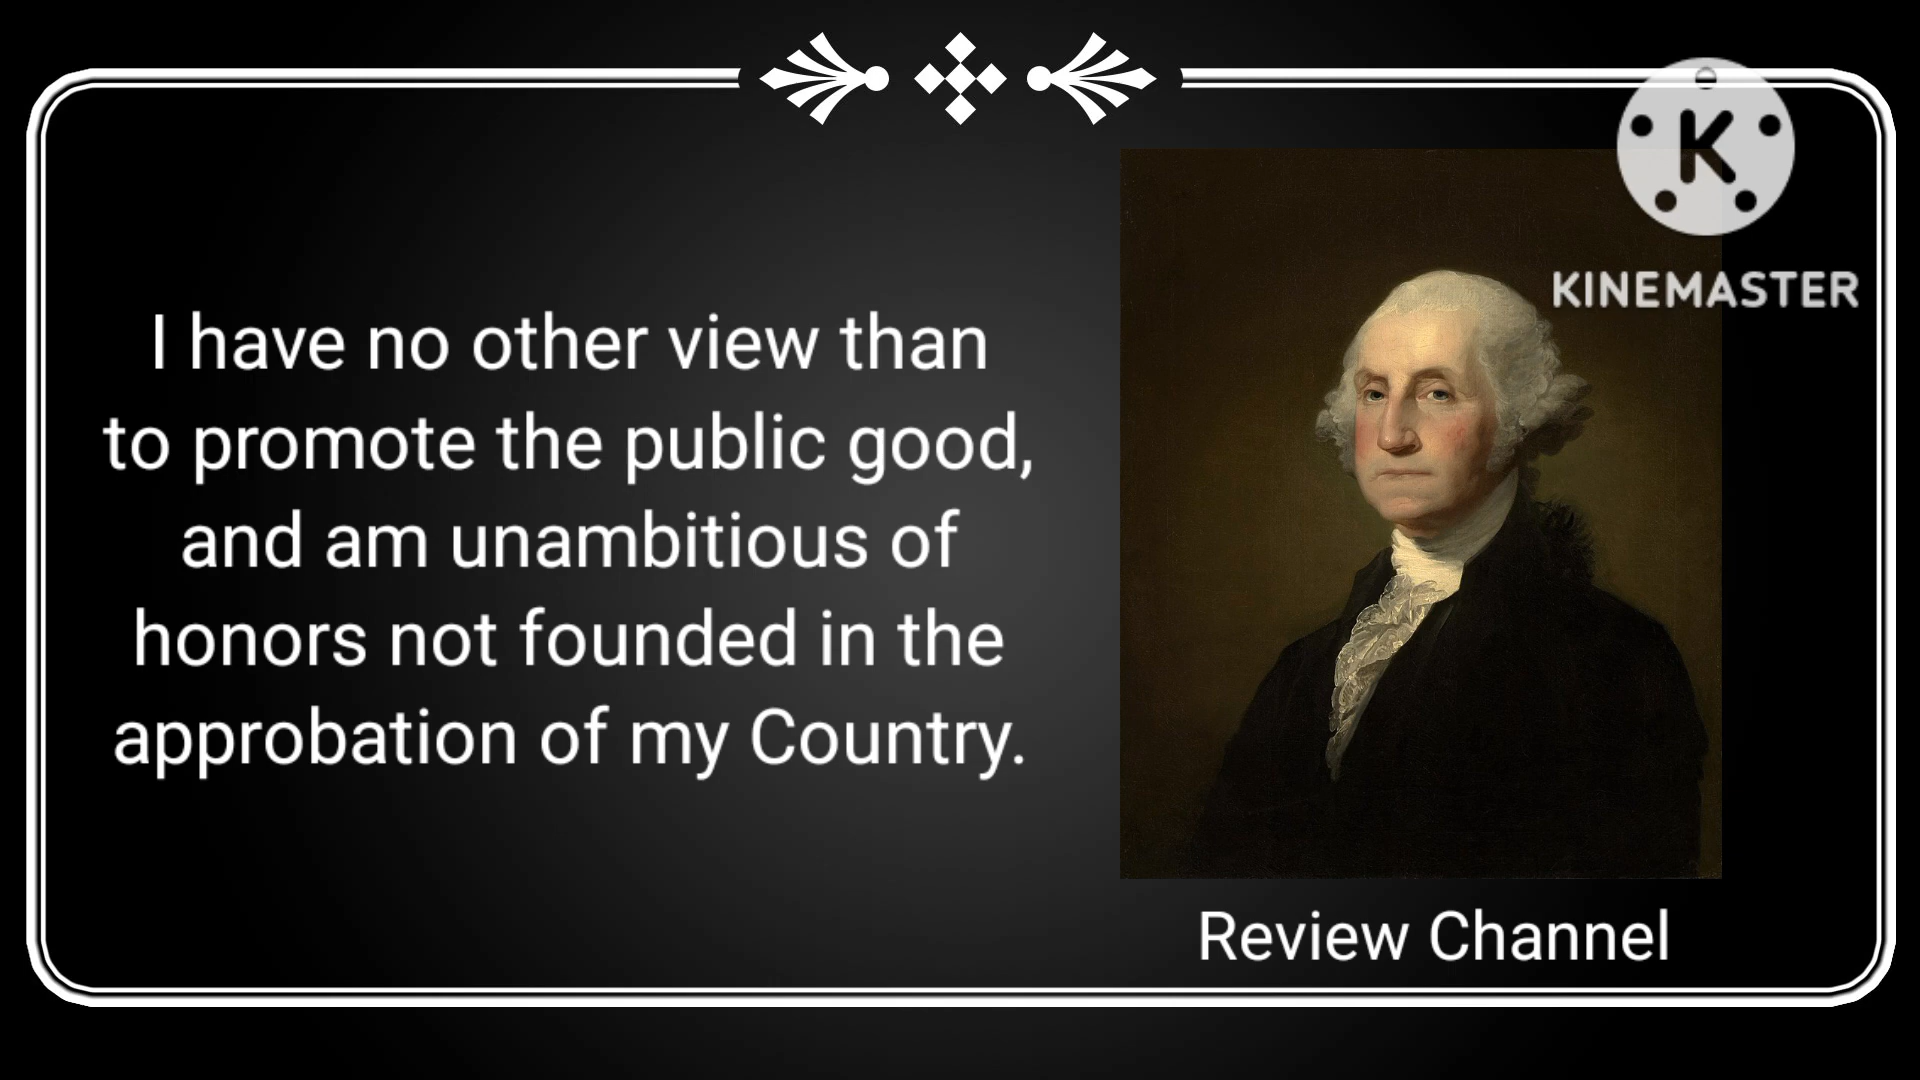 I have no other view than
to promote the public good,
and am unambitious of
honors not founded in the
approbation of my Country.
K
KINEMASTER
Review Channel